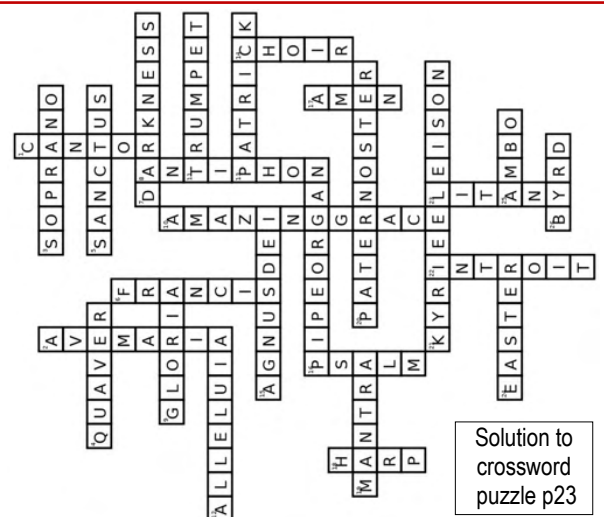 CANTOR
AVEMARIA
SOPRANO
QUAVER
SANCTUS
FRANCIS
DARKNESS
ANTIPHON
GLORIA
AMAZINGGRACE
TRUMPET
ALLELUIA
PATRICK
CHOIR
AGNUSDEI
PIPEORGAN
PSALM
AMEN
HARP
MANTRA
PATERNOSTER
KYRIEELEISON
INTROIT
LITANY
EASTER
AMBO
BYRD
Solution to
crossword
puzzle p23